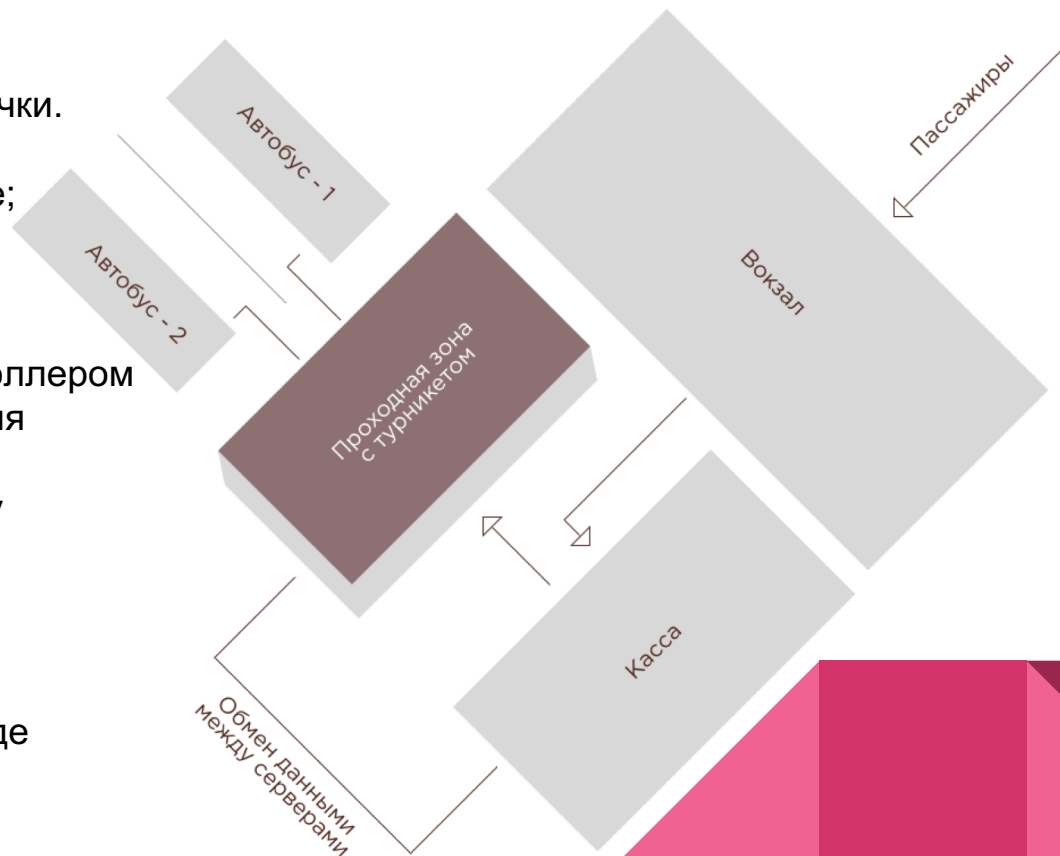 чки.
е;
оллером
ия
у
де
Автобус - 1
Автобус - 2
Пассажиры
Вокзал
Проходная зона
с турникетом
Касса
Обмен данными
между серверами